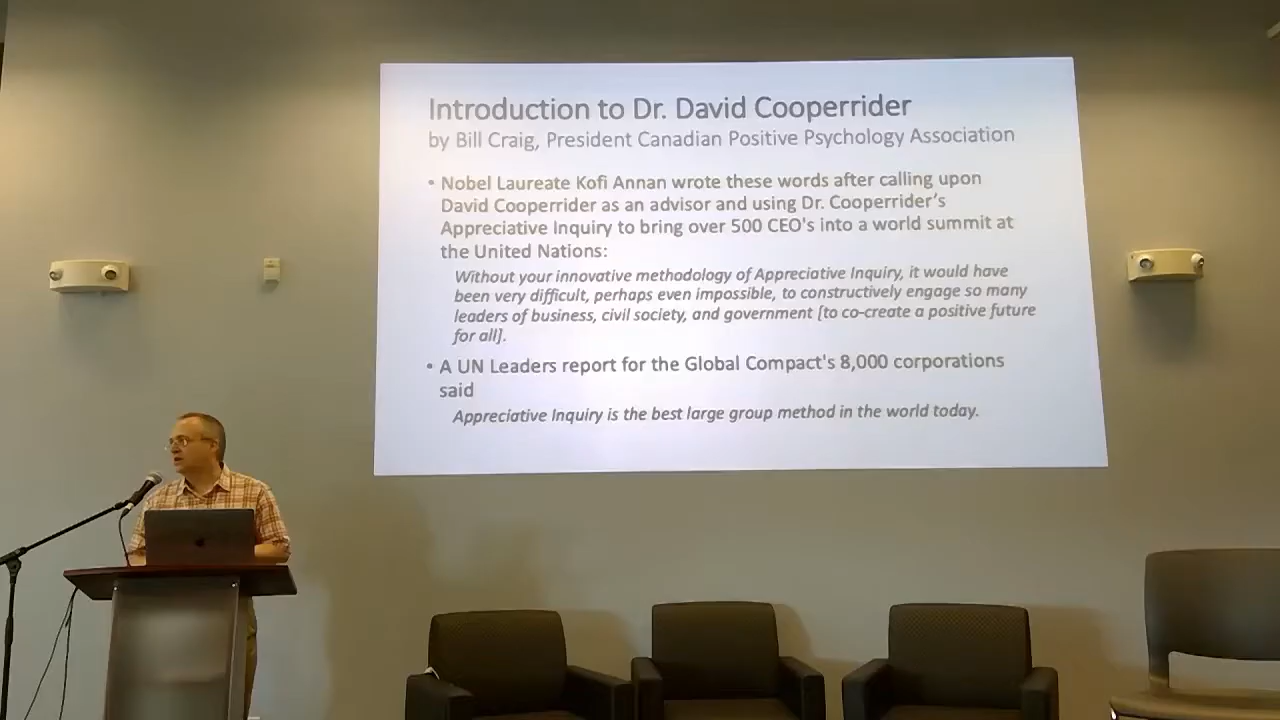 Introduction to Dr. David Cooperrider
by Bill Craig, President Canadian Positive Psychology Association
• Nobel Laureate Kofi Annan wrote these words after calling upon
David Cooperrider as an advisor and using Dr. Cooperrider's
Appreciative Inquiry to bring over 500 CEO's into a world summit at
the United Nations:
Without your innovative methodology of Appreciative Inquiry, it would have
been very difficult, perhaps even impossible, to constructively engage so many
leaders of business, civil society, and government [to co-create a positive future
for all].
• A UN Leaders report for the Global Compact's 8,000 corporations
said
Appreciative Inquiry is the best large group method in the world today.